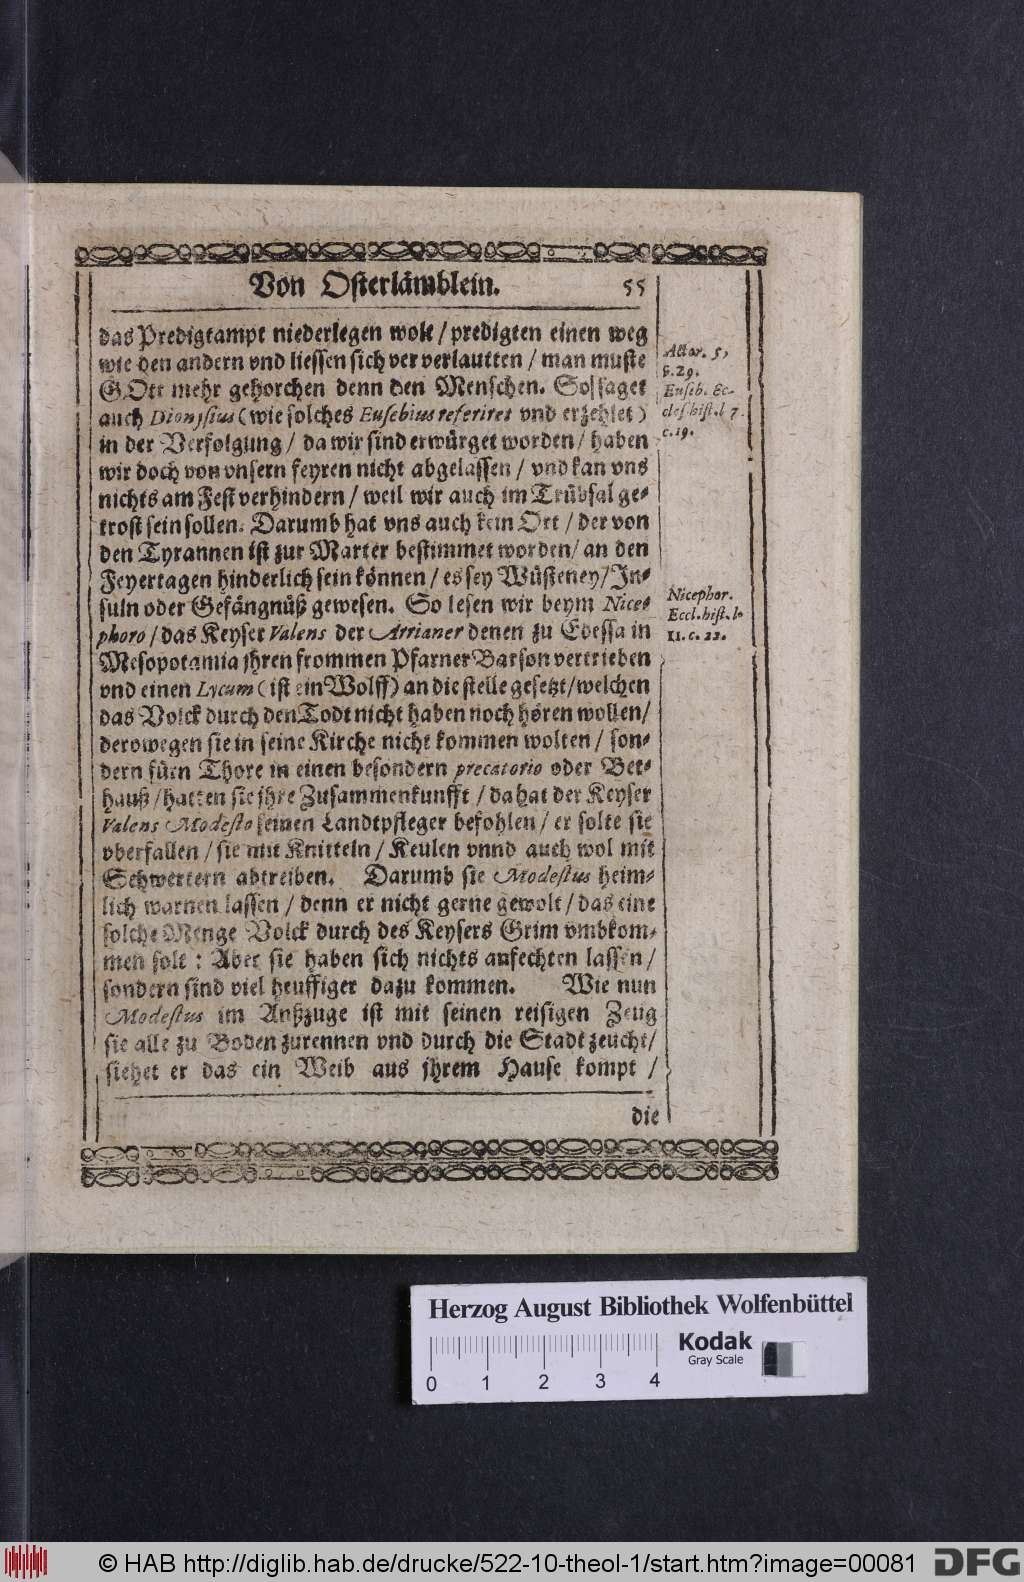 Von Osterlämblein. 55
das Predigtampt niederlegen wolt / predigten einen weg
wie den andern vnd liessen sich ver verlautten / man muste
GOtt mehr gehorchen denn den Menschen. So saget
auch Dionysius (wie solches Eusebius referiret vnd erzehlet)
in der Verfolgung / da wir sind erwürget worden / haben
wir doch von vnsern feyren nicht abgelassen / vnd kan vns
nichts am Fest verhindern / weil wir auch im Trübsal ge-
trost sein sollen. Darumb hat vns auch kein Ort / der von
den Tyrannen ist zur Marter bestimmet worden / an den
Feyertagen hinderlich sein können / es sey Wüsteney / In-
suln oder Gefängnüß gewesen. So lesen wir beym Nice-
phoro / das Keyser Valens der Arrianer denen zu Edessa in
Mesopotamia jhren frommen Pfarner Barson vertrieben
vnd einen Lycum (ist ein Wolff) an die stelle gesetzt / welchen
das Volck durch den Todt nicht haben noch hören wollen /
derowegen sie in seine Kirche nicht kommen wolten / son-
dern fürn Thore in einen besondern precatorio oder Bet-
hauß / hatten sie jhre Zusammenkunfft / da hat der Keyser
Valens Modesto seinen Landtpfleger befohlen / er solte sie
vberfallen / sie mit Knitteln / Keulen vnnd auch wol mit
Schwertern abtreiben. Darumb sie Modestus heim-
lich warnen lassen / denn er nicht gerne gewolt / das eine
solche Menge Volck durch des Keysers Grim vmbkom-
men solt : Aber sie haben sich nichts anfechten lassen /
sondern sind viel heuffiger dazu kommen. Wie nun
Modestus im Außzuge ist mit seinen reisigen Zeug
sie alle zu Boden zurennen vnd durch die Stadt zeucht /
siehet er das ein Weib aus jhrem Hause kompt /
die
Actor. 5,
v. 29.
Euseb. Ec-
cles. hist. l 7.
c. 19.
Nicephor.
Eccl. hist. l.
11. c. 22.
Herzog August Bibliothek Wolfenbüttel
Kodak
Gray Scale
0 1 2 3 4
© HAB http://diglib.hab.de/drucke/522-10-theol-1/start.htm?image=00081
DFG